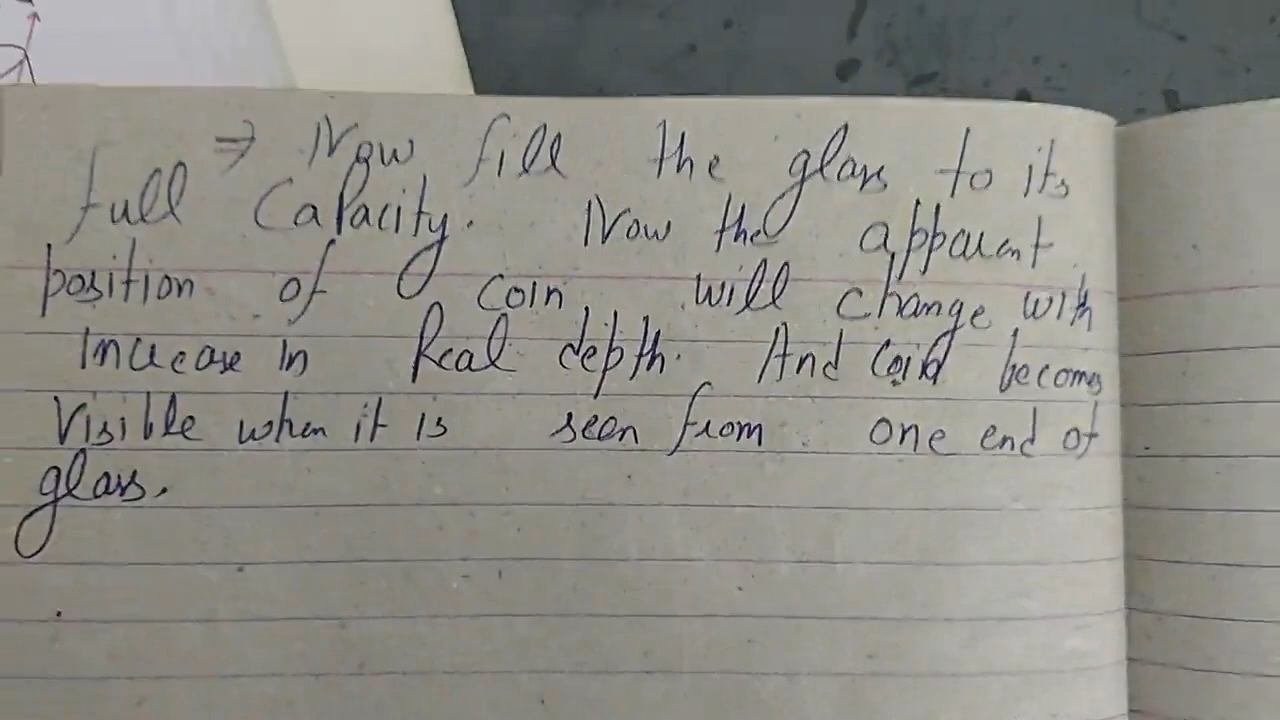 ⇒ Now fill the glass to its
full Capacity. Now the apparent
position of coin will change with
Increase in Real depth. And Coin becomes
Visible when it is seen from one end of
glass.